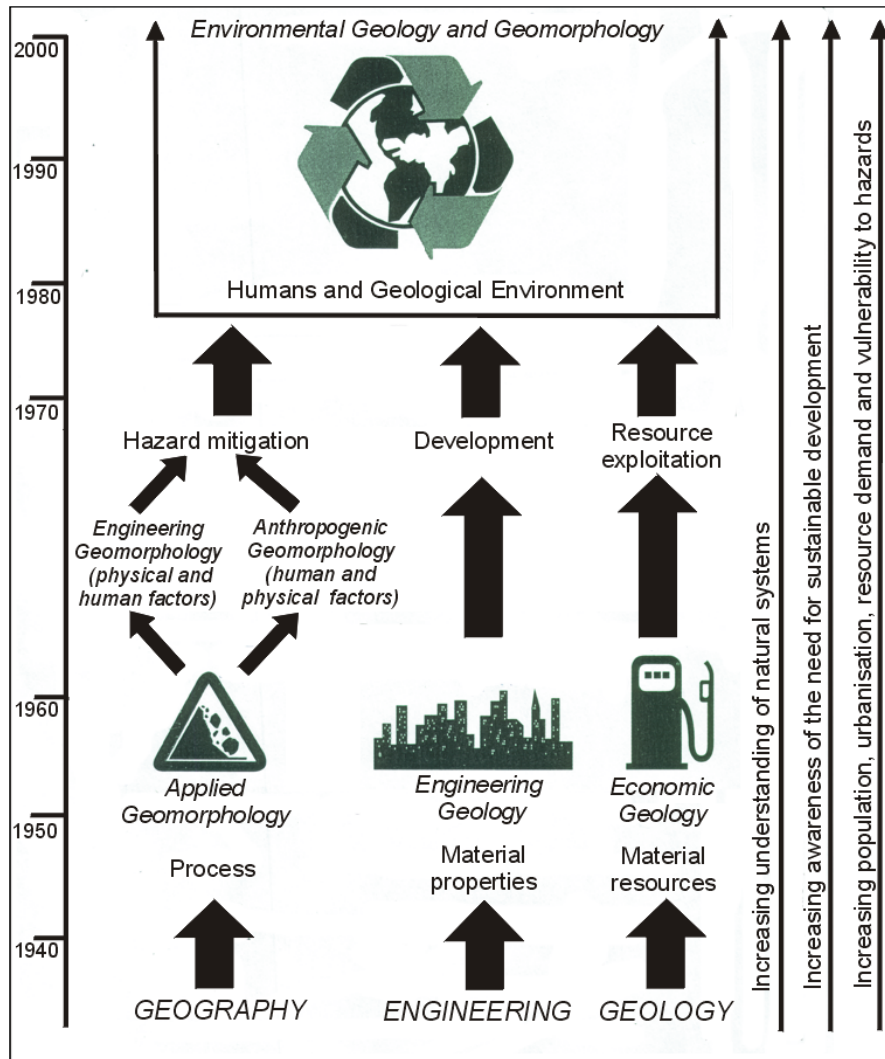 Environmental Geology and Geomorphology
2000
1990
1980
1970
1960
1950
1940
Humans and Geological Environment
Hazard mitigation
Development
Resource
exploitation
Engineering
Geomorphology
(physical and
human factors)
Anthropogenic
Geomorphology
(human and
physical factors)
Applied
Geomorphology
Engineering
Geology
Economic
Geology
Process
Material
properties
Material
resources
GEOGRAPHY
ENGINEERING
GEOLOGY
Increasing understanding of natural systems
Increasing awareness of the need for sustainable development
Increasing population, urbanisation, resource demand and vulnerability to hazards